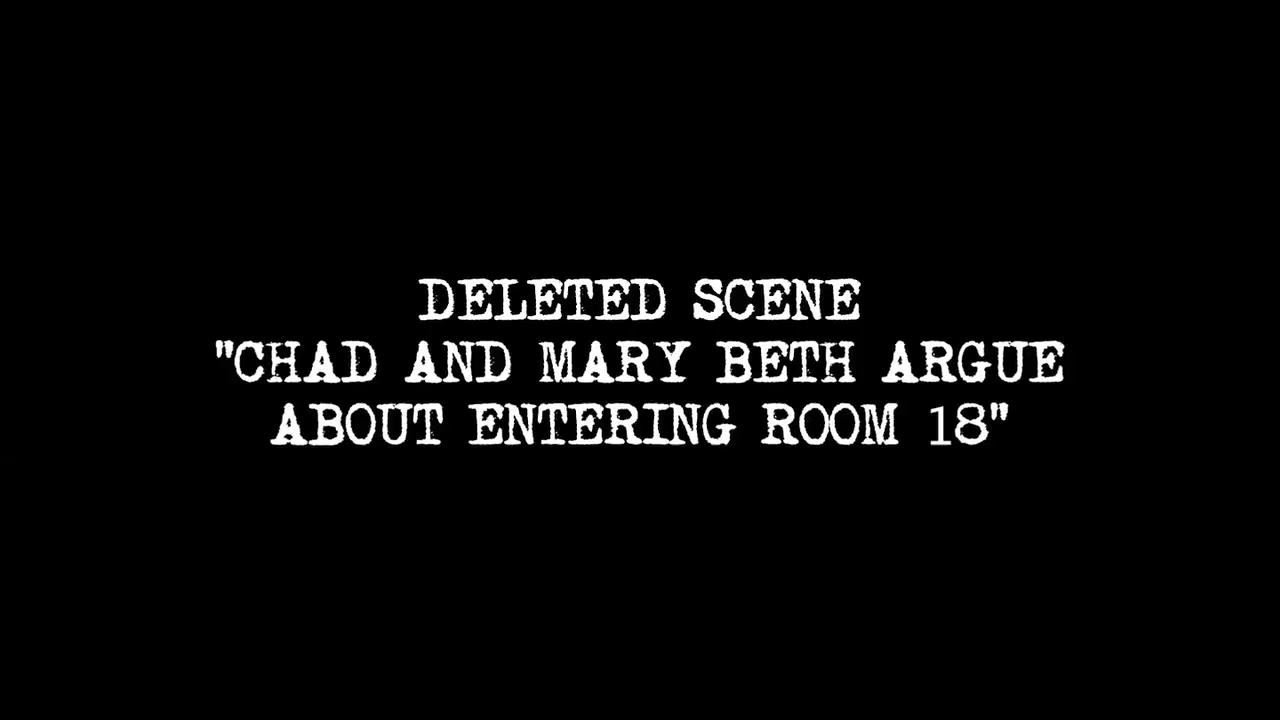 DELETED SCENE
"CHAD AND MARY BETH ARGUE
ABOUT ENTERING ROOM 18"